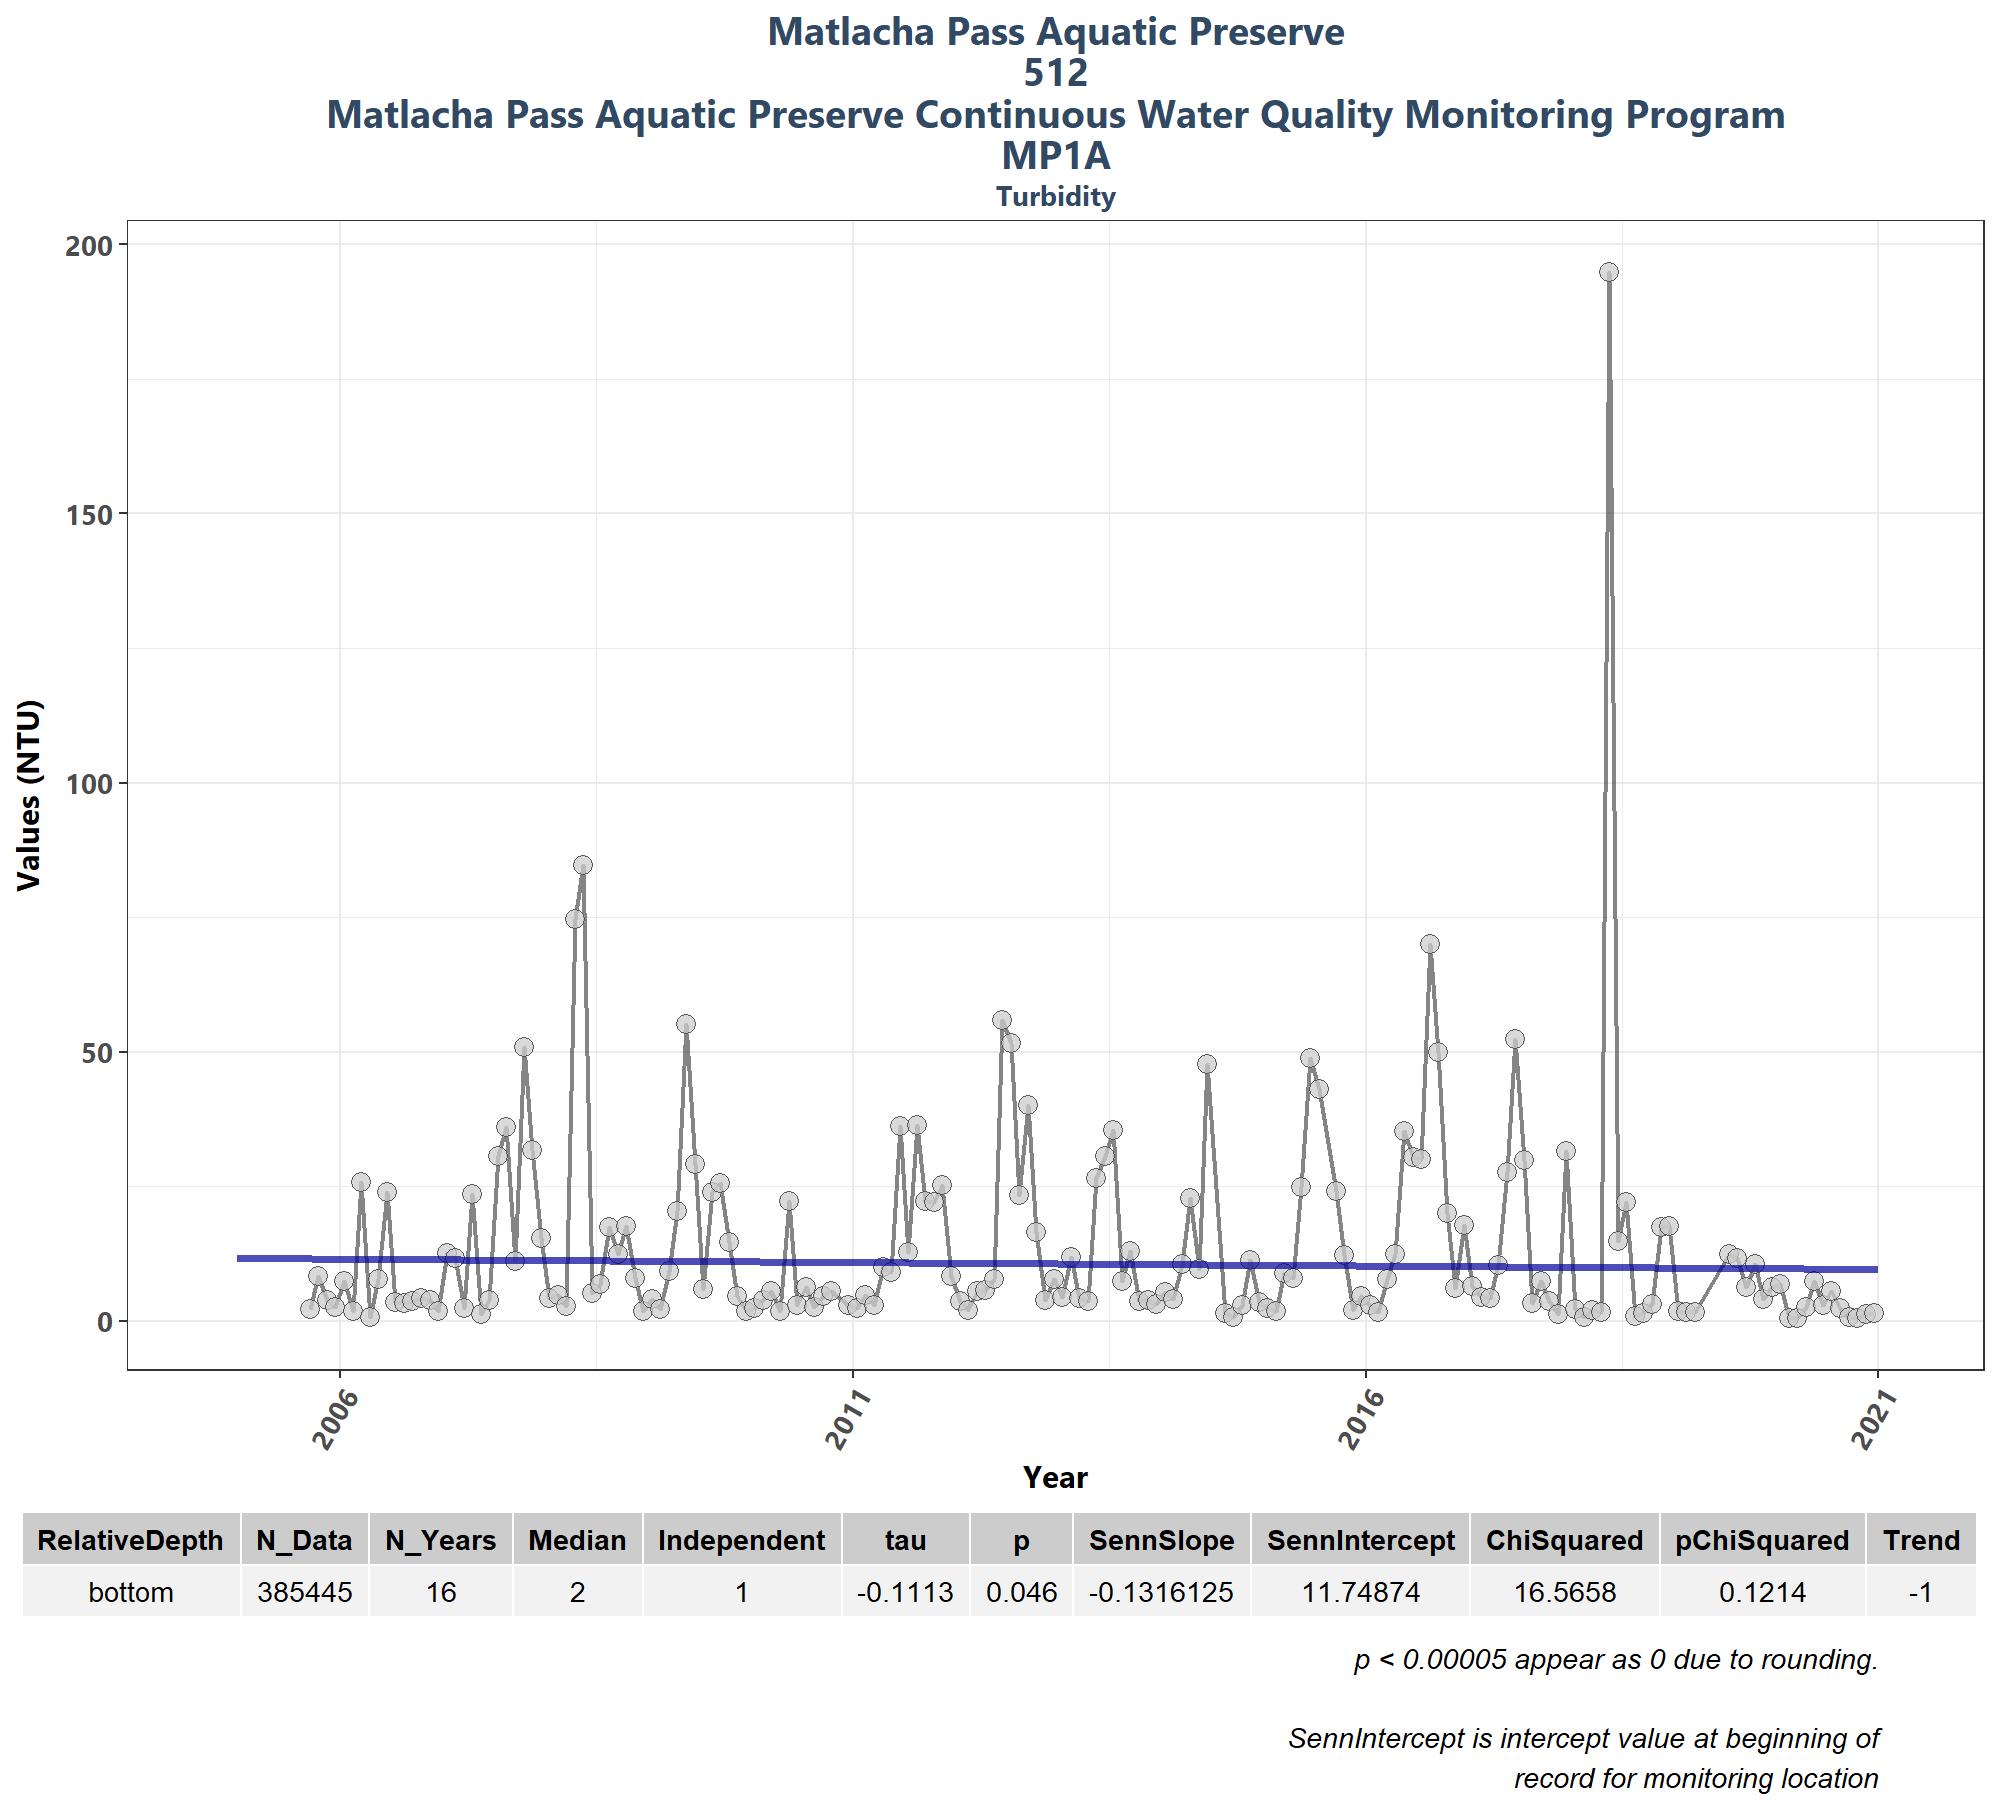 Matlacha Pass Aquatic Preserve
512
Matlacha Pass Aquatic Preserve Continuous Water Quality Monitoring Program
MP1A
Turbidity
200
150
100
50
0
Values (NTU)
2006 2011 2016 2021
Year
RelativeDepth N_Data N_Years Median Independent tau p SennSlope SennIntercept ChiSquared pChiSquared Trend
bottom 385445 16 2 1 -0.1113 0.046 -0.1316125 11.74874 16.5658 0.1214 -1
p < 0.00005 appear as 0 due to rounding.
SennIntercept is intercept value at beginning of
record for monitoring location